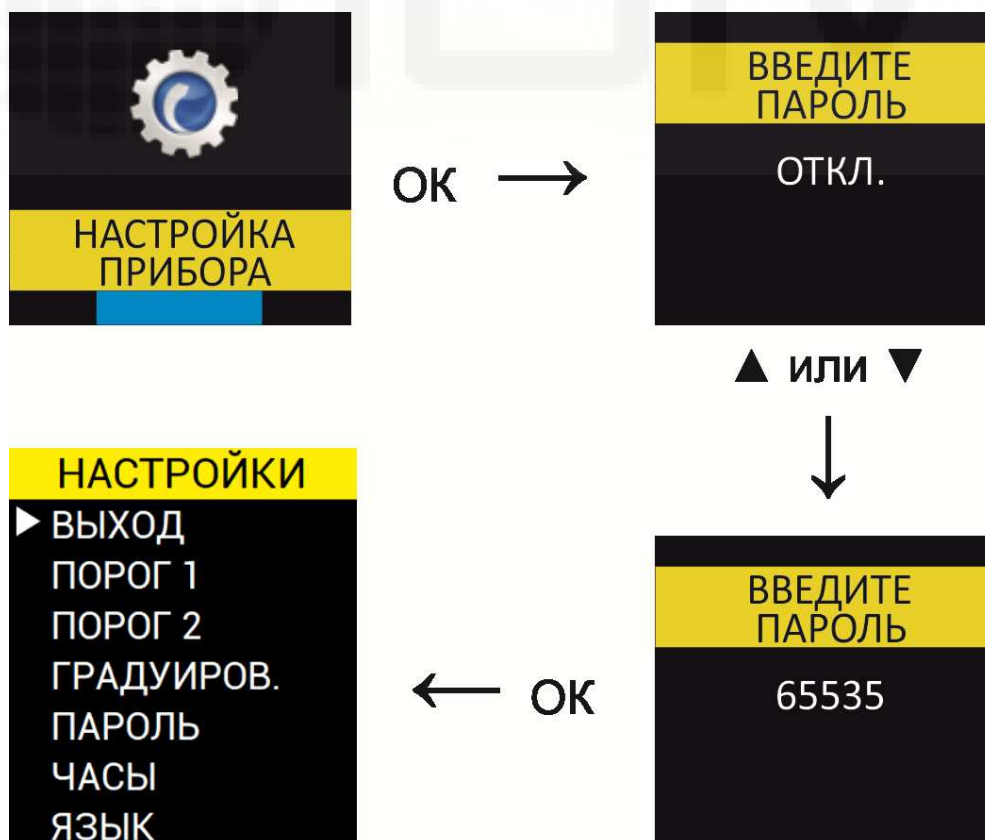 НАСТРОЙКА
ПРИБОРА
ОК →
ВВЕДИТЕ
ПАРОЛЬ
ОТКЛ.
▲ или ▼
↓
ВВЕДИТЕ
ПАРОЛЬ
65535
← ОК
НАСТРОЙКИ
▶ ВЫХОД
ПОРОГ 1
ПОРОГ 2
ГРАДУИРОВ.
ПАРОЛЬ
ЧАСЫ
ЯЗЫК